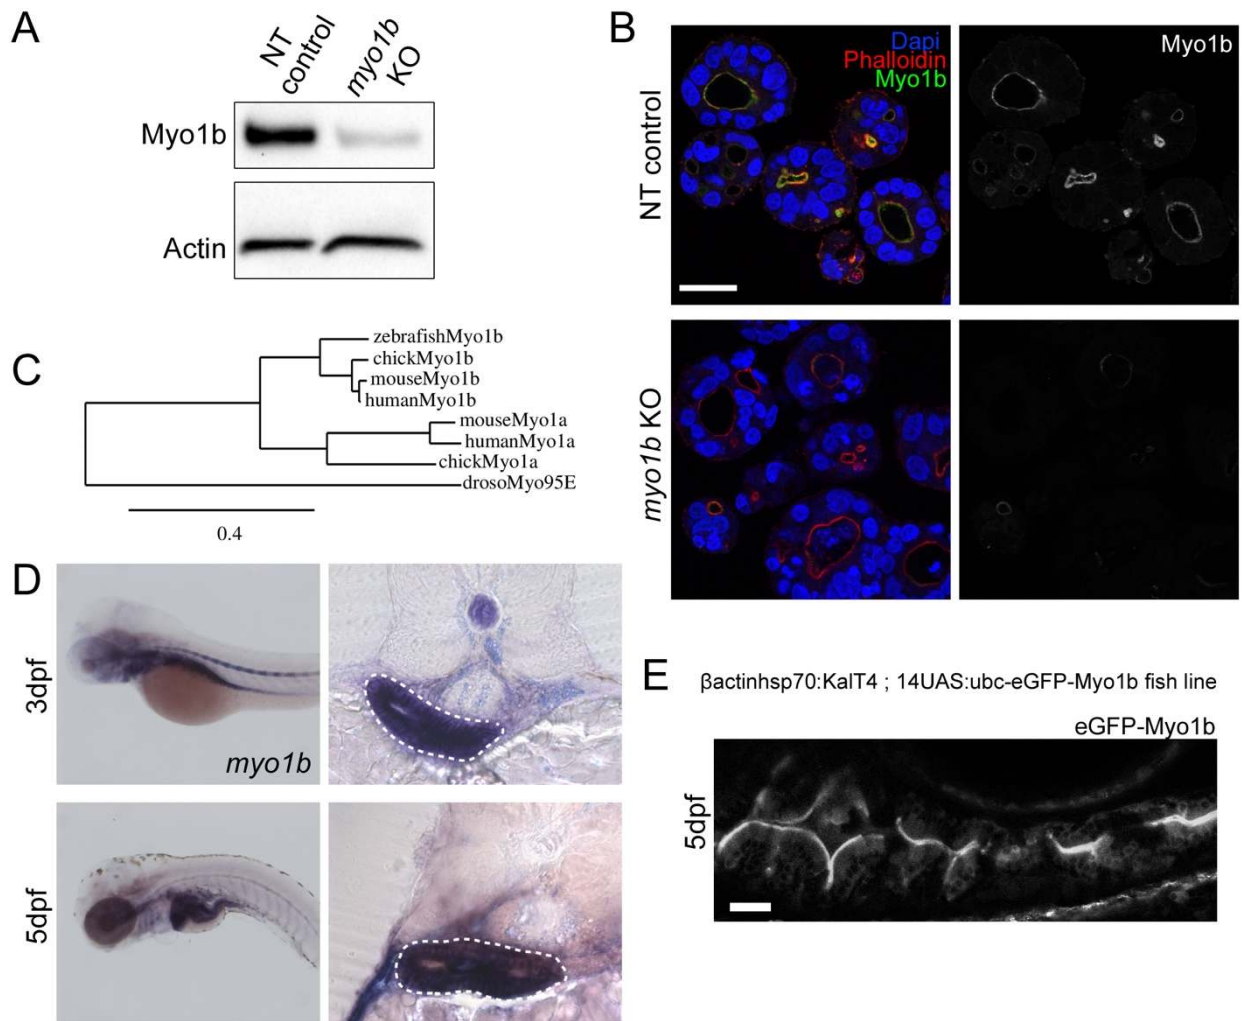 A
NT
control
myo1b
KO
Myo1b
Actin
B
Dapi
Phalloidin
Myo1b
Myo1b
NT control
myo1b KO
C
zebrafishMyo1b
chickMyo1b
mouseMyo1b
humanMyo1b
mouseMyo1a
humanMyo1a
chickMyo1a
drosoMyo95E
0.4
D
3dpf
myo1b
5dpf
E
βactinhsp70:KalT4 ; 14UAS:ubc-eGFP-Myo1b fish line
eGFP-Myo1b
5dpf